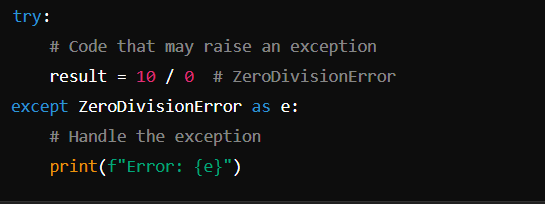 try:
    # Code that may raise an exception
    result = 10 / 0  # ZeroDivisionError
except ZeroDivisionError as e:
    # Handle the exception
    print(f"Error: {e}")